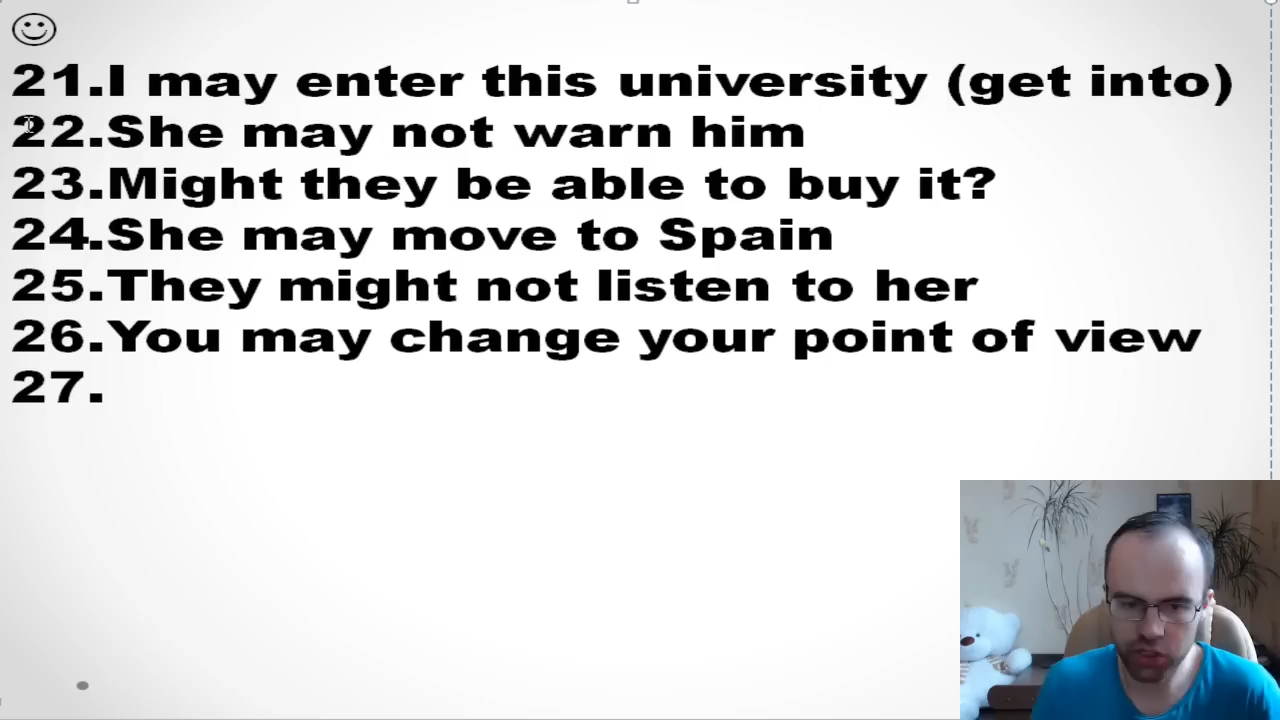 21.I may enter this university (get into)
22.She may not warn him
23.Might they be able to buy it?
24.She may move to Spain
25.They might not listen to her
26.You may change your point of view
27.